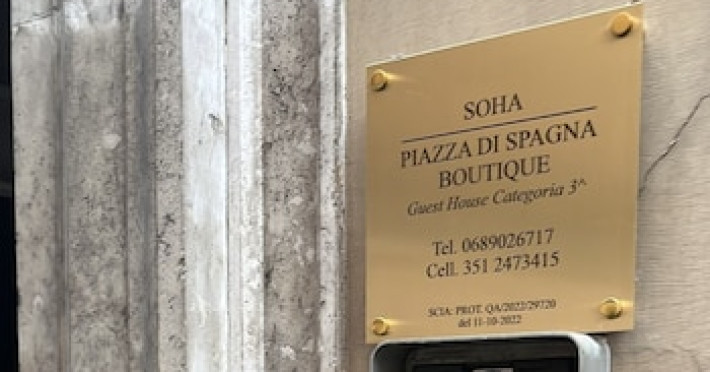 SOHA
PIAZZA DI SPAGNA
BOUTIQUE
Guest House Categoria 3^
Tel. 0689026717
Cell. 351 2473415
SCIA: PROT. QA/2022/29720
del 11-10-2022